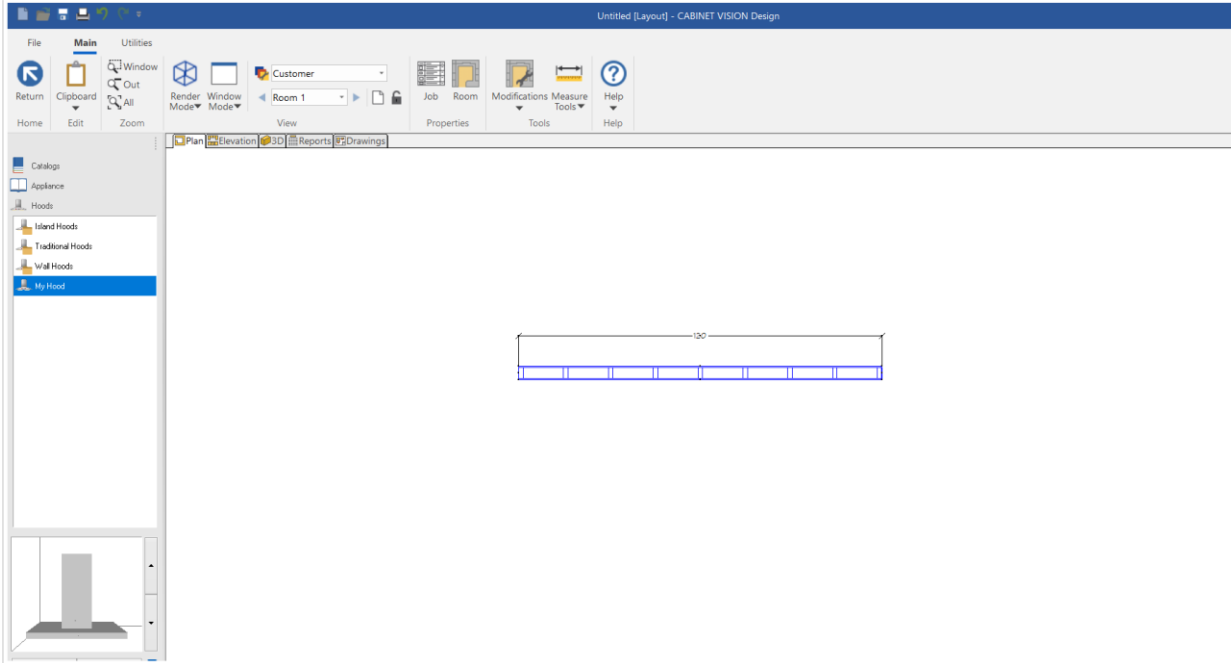 Untitled [Layout] - CABINET VISION Design
File Main Utilities
Return
Clipboard
Window
Out
All
Render Mode
Window Mode
Customer
Room 1
Job
Room
Modifications
Measure Tools
Help
Home Edit Zoom View Properties Tools Help
Plan Elevation 3D Reports Drawings
Catalogs
Appliance
Hoods
Island Hoods
Traditional Hoods
Wall Hoods
My Hood
120